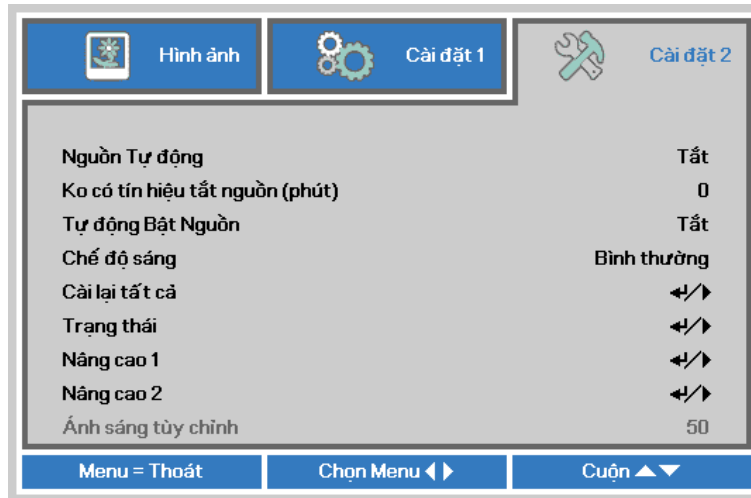 Hình ảnh Cài đặt 1 Cài đặt 2
Nguồn Tự động Tắt
Ko có tín hiệu tắt nguồn (phút) 0
Tự động Bật Nguồn Tắt
Chế độ sáng Bình thường
Cài lại tất cả ↵/▶
Trạng thái ↵/▶
Nâng cao 1 ↵/▶
Nâng cao 2 ↵/▶
Ánh sáng tùy chỉnh 50
Menu = Thoát Chọn Menu ◀▶ Cuộn ▲▼